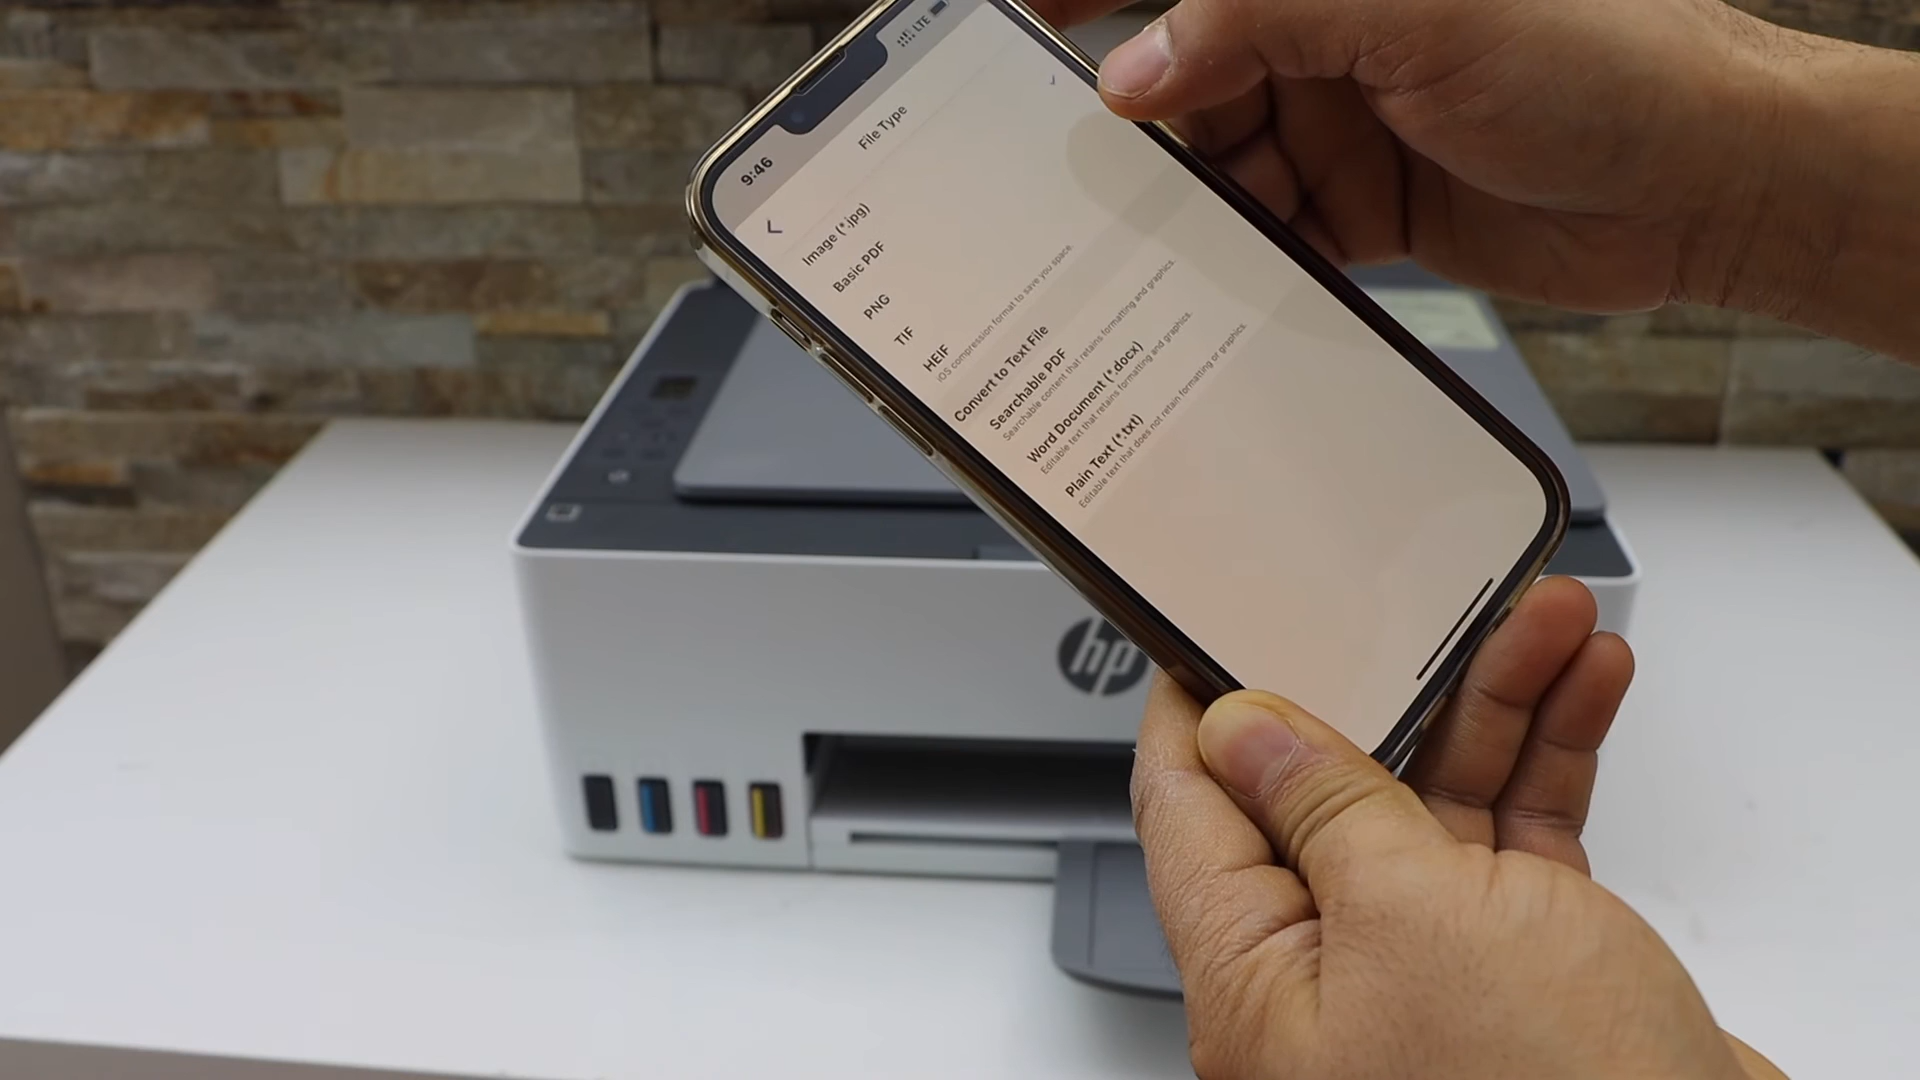 9:46
LTE
File Type
Image (*.jpg)
Basic PDF
PNG
TIF
HEIF
iOS compression format to save you space.
Convert to Text File
Searchable PDF
Searchable content that retains formatting and graphics.
Word Document (*.docx)
Editable text that retains formatting and graphics.
Plain Text (*.txt)
Editable text that does not retain formatting or graphics.
hp